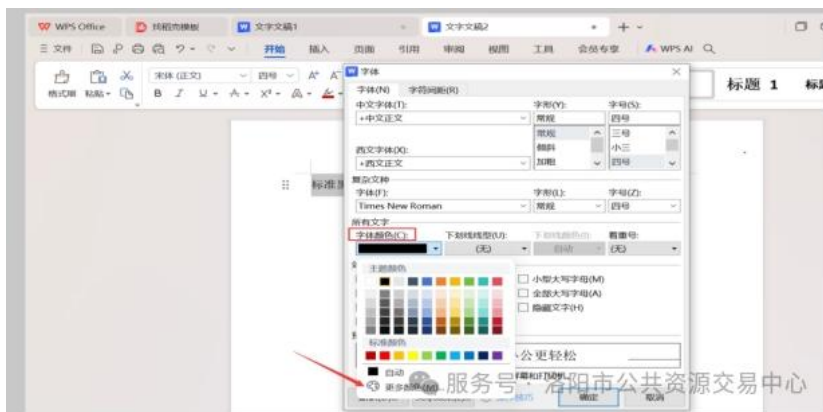 WPS Office 找稻壳模板 文字文稿1 文字文稿2
文件 开始 插入 页面 引用 审阅 视图 工具 会员专享 WPS AI
格式刷 粘贴 宋体 (正文) 四号 标题 1 标题
字体
字体(N) 字符间距(R)
中文字体(T): 字形(Y): 字号(S):
+中文正文 常规 四号
常规 三号
倾斜 小三
西文字体(X):
+西文正文 加粗 四号
标准
复杂文种
字体(F): 字形(L): 字号(Z):
Times New Roman 常规 四号
所有文字
字体颜色(C): 下划线线型(U): 下划线颜色(I): 着重号:
(无) 自动 (无)
主题颜色
小型大写字母(M)
全部大写字母(A)
隐藏文字(H)
标准颜色
公更轻松
自动
更多颜色(M)...
服务号 · 洛阳市公共资源交易中心
确定 取消